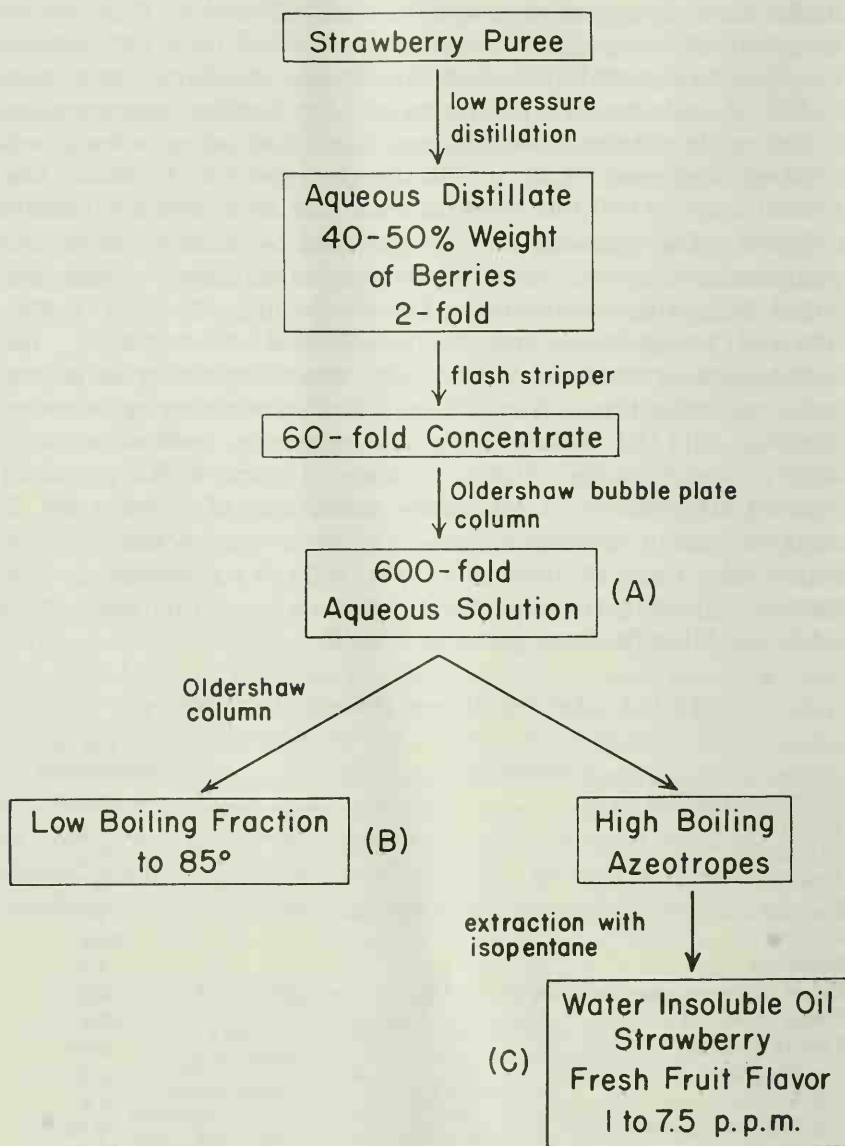 Strawberry Puree
low pressure
distillation
Aqueous Distillate
40-50% Weight
of Berries
2-fold
flash stripper
60-fold Concentrate
Oldershaw bubble plate
column
600-fold
Aqueous Solution
(A)
Oldershaw
column
Low Boiling Fraction
to 85°
(B)
High Boiling
Azeotropes
extraction with
isopentane
Water Insoluble Oil
Strawberry
Fresh Fruit Flavor
1 to 7.5 p.p.m.
(C)